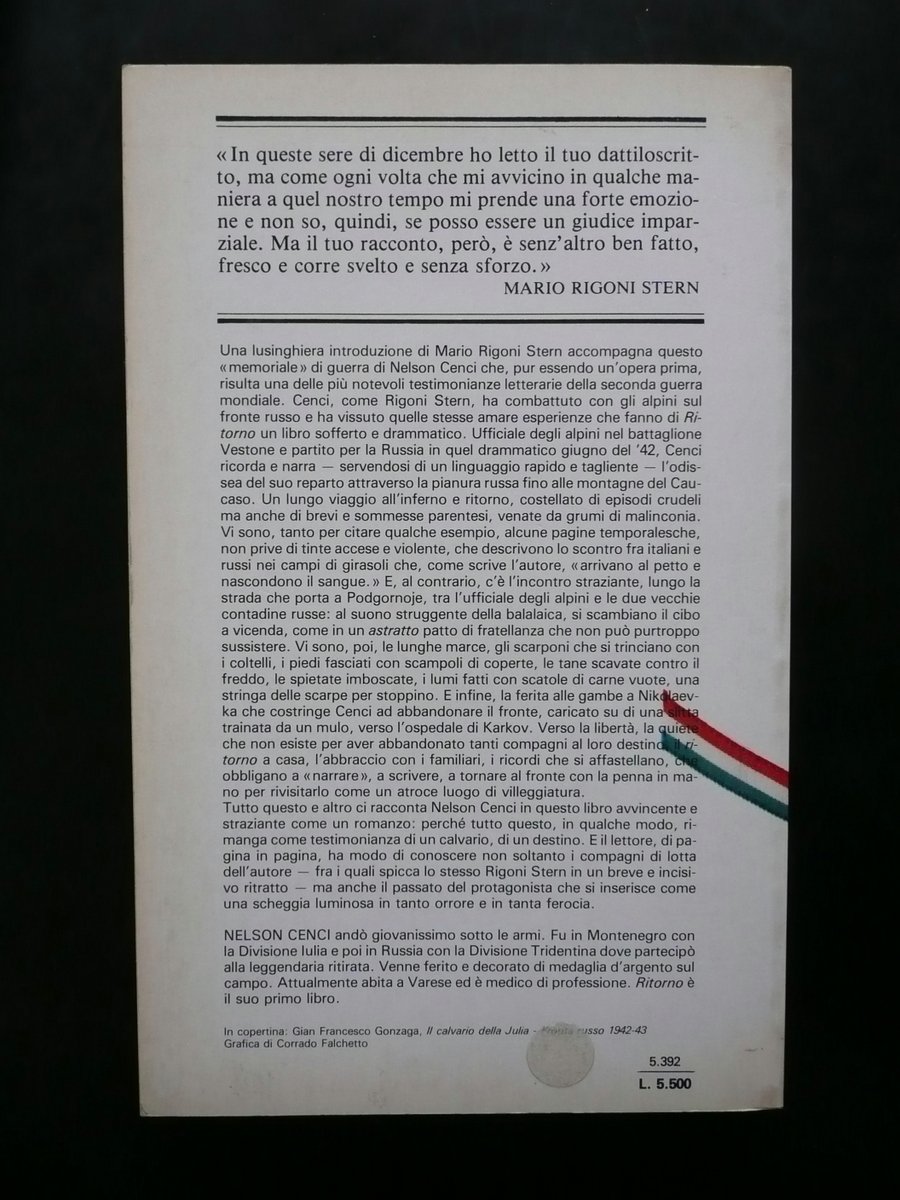 « In queste sere di dicembre ho letto il tuo dattiloscrit-
to, ma come ogni volta che mi avvicino in qualche ma-
niera a quel nostro tempo mi prende una forte emozio-
ne e non so, quindi, se posso essere un giudice impar-
ziale. Ma il tuo racconto, però, è senz'altro ben fatto,
fresco e corre svelto e senza sforzo. »
MARIO RIGONI STERN
Una lusinghiera introduzione di Mario Rigoni Stern accompagna questo
«memoriale» di guerra di Nelson Cenci che, pur essendo un'opera prima,
risulta una delle più notevoli testimonianze letterarie della seconda guerra
mondiale. Cenci, come Rigoni Stern, ha combattuto con gli alpini sul
fronte russo e ha vissuto quelle stesse amare esperienze che fanno di Ri-
torno un libro sofferto e drammatico. Ufficiale degli alpini nel battaglione
Vestone e partito per la Russia in quel drammatico giugno del '42, Cenci
ricorda e narra — servendosi di un linguaggio rapido e tagliente — l'odis-
sea del suo reparto attraverso la pianura russa fino alle montagne del Cau-
caso. Un lungo viaggio all'inferno e ritorno, costellato di episodi crudeli
ma anche di brevi e sommesse parentesi, venate da grumi di malinconia.
Vi sono, tanto per citare qualche esempio, alcune pagine temporalesche,
non prive di tinte accese e violente, che descrivono lo scontro fra italiani e
russi nei campi di girasoli che, come scrive l'autore, «arrivano al petto e
nascondono il sangue.» E, al contrario, c'è l'incontro straziante, lungo la
strada che porta a Podgornoje, tra l'ufficiale degli alpini e le due vecchie
contadine russe: al suono struggente della balalaica, si scambiano il cibo
a vicenda, come in un astratto patto di fratellanza che non può purtroppo
sussistere. Vi sono, poi, le lunghe marce, gli scarponi che si trinciano con
i coltelli, i piedi fasciati con scampoli di coperte, le tane scavate contro il
freddo, le spietate imboscate, i lumi fatti con scatole di carne vuote, una
stringa delle scarpe per stoppino. E infine, la ferita alle gambe a Nikolaev-
ka che costringe Cenci ad abbandonare il fronte, caricato su di una slitta
trainata da un mulo, verso l'ospedale di Karkov. Verso la libertà, la quiete
che non esiste per aver abbandonato tanti compagni al loro destino, il ri-
torno a casa, l'abbraccio con i familiari, i ricordi che si affastellano, che
obbligano a «narrare», a scrivere, a tornare al fronte con la penna in ma-
no per rivisitarlo come un atroce luogo di villeggiatura.
Tutto questo e altro ci racconta Nelson Cenci in questo libro avvincente e
straziante come un romanzo: perché tutto questo, in qualche modo, ri-
manga come testimonianza di un calvario, di un destino. E il lettore, di pa-
gina in pagina, ha modo di conoscere non soltanto i compagni di lotta
dell'autore — fra i quali spicca lo stesso Rigoni Stern in un breve e incisi-
vo ritratto — ma anche il passato del protagonista che si inserisce come
una scheggia luminosa in tanto orrore e in tanta ferocia.
NELSON CENCI andò giovanissimo sotto le armi. Fu in Montenegro con
la Divisione Iulia e poi in Russia con la Divisione Tridentina dove partecipò
alla leggendaria ritirata. Venne ferito e decorato di medaglia d'argento sul
campo. Attualmente abita a Varese ed è medico di professione. Ritorno è
il suo primo libro.
In copertina: Gian Francesco Gonzaga, Il calvario della Julia - Fronte russo 1942-43
Grafica di Corrado Falchetto
5.392
L. 5.500